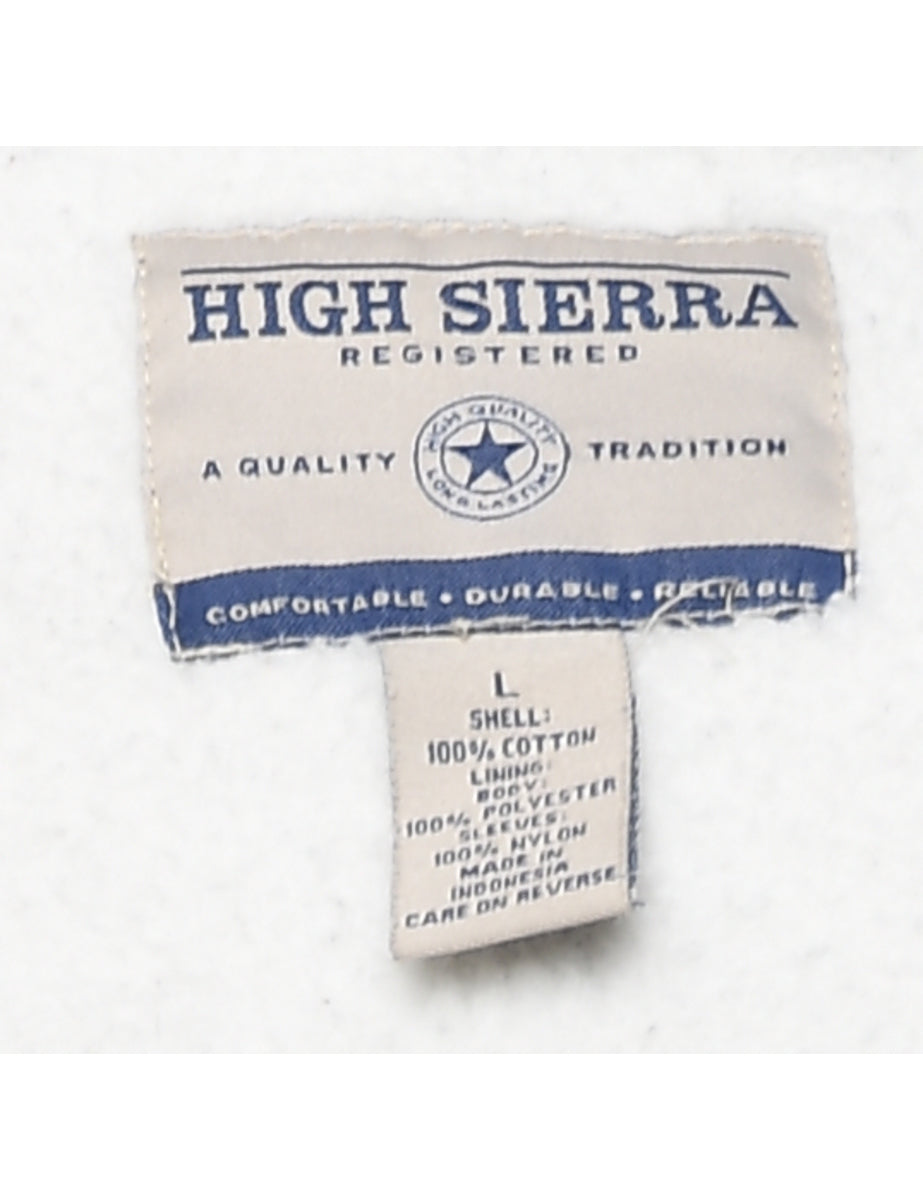 HIGH SIERRA
REGISTERED
A QUALITY
HIGH QUALITY
LONG LASTING
TRADITION
COMFORTABLE • DURABLE • RELIABLE
L
SHELL:
100% COTTON
LINING:
BODY:
100% POLYESTER
SLEEVES:
100% NYLON
MADE IN
INDONESIA
CARE ON REVERSE